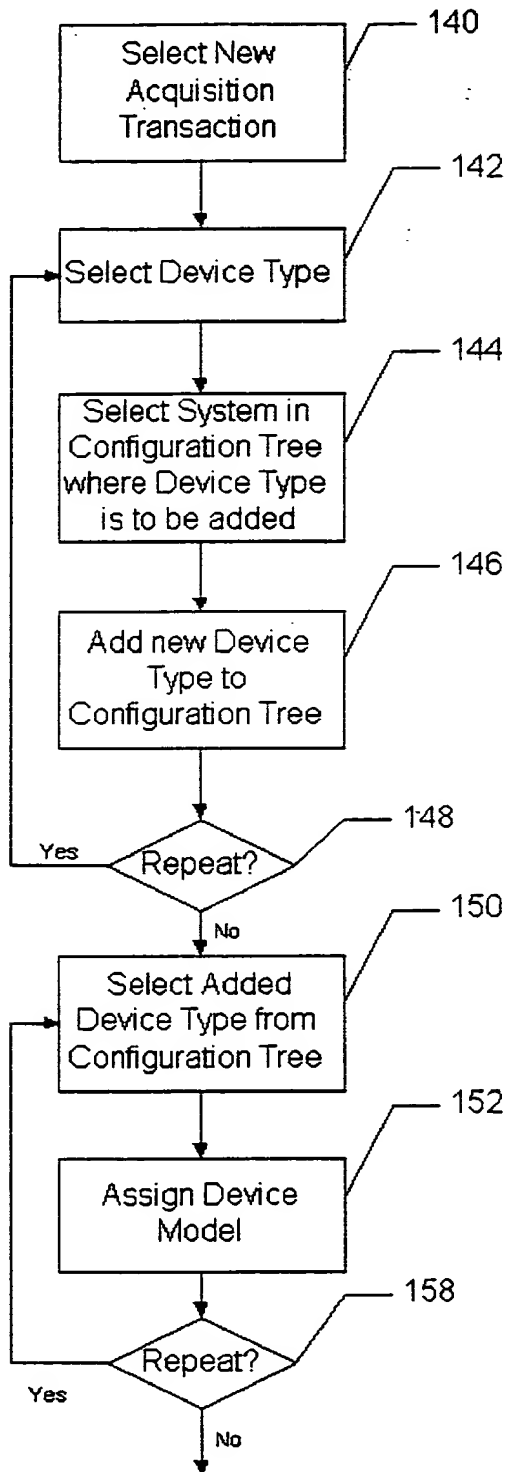 Select New
Acquisition
Transaction
140
Select Device Type
142
Select System in
Configuration Tree
where Device Type
is to be added
144
Add new Device
Type to
Configuration Tree
146
Repeat?
148
Yes
No
Select Added
Device Type from
Configuration Tree
150
Assign Device
Model
152
Repeat?
158
Yes
No